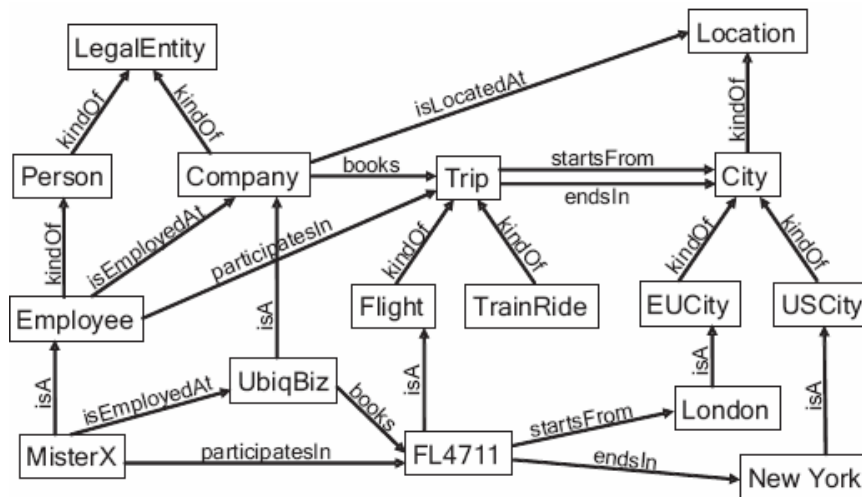 LegalEntity
Location
kindOf
kindOf
isLocatedAt
kindOf
Person
Company
books
Trip
startsFrom
endsIn
City
kindOf
isEmployedAt
participatesIn
kindOf
kindOf
kindOf
kindOf
Employee
isA
Flight
TrainRide
EUCity
USCity
isA
isEmployedAt
UbiqBiz
books
isA
startsFrom
isA
London
isA
MisterX
participatesIn
FL4711
endsIn
New York